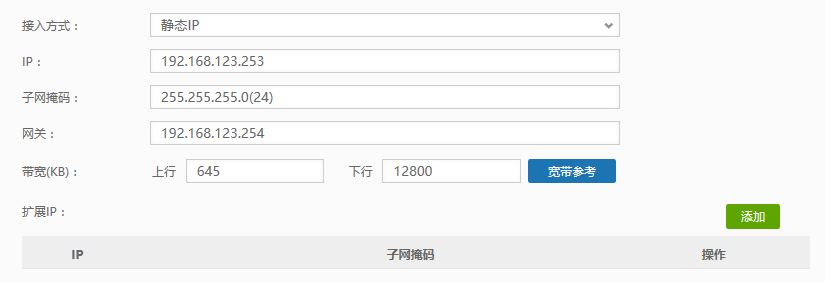 接入方式： 静态IP
IP： 192.168.123.253
子网掩码： 255.255.255.0(24)
网关： 192.168.123.254
带宽(KB)： 上行 645 下行 12800 宽带参考
扩展IP： 添加
IP 子网掩码 操作